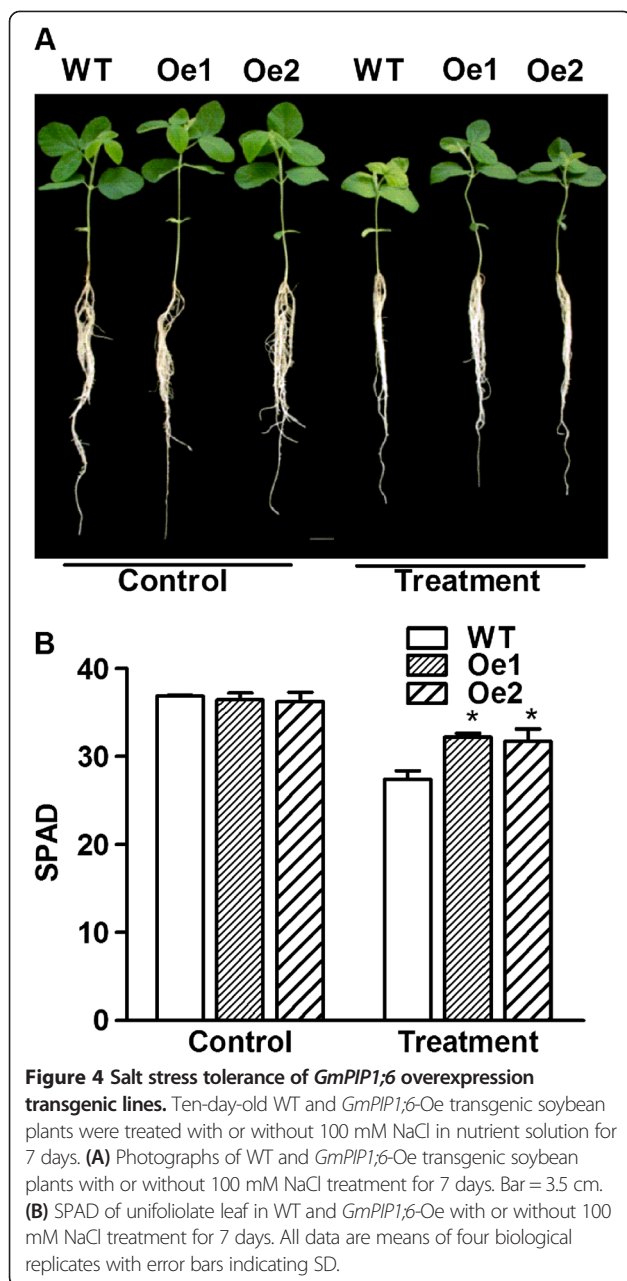 A
WT Oe1 Oe2 WT Oe1 Oe2
Control Treatment
B
WT
Oe1
Oe2
40
30
20
10
0
SPAD
* *
Control Treatment
Figure 4 Salt stress tolerance of GmPIP1;6 overexpression
transgenic lines. Ten-day-old WT and GmPIP1;6-Oe transgenic soybean
plants were treated with or without 100 mM NaCl in nutrient solution for
7 days. (A) Photographs of WT and GmPIP1;6-Oe transgenic soybean
plants with or without 100 mM NaCl treatment for 7 days. Bar = 3.5 cm.
(B) SPAD of unifoliolate leaf in WT and GmPIP1;6-Oe with or without 100
mM NaCl treatment for 7 days. All data are means of four biological
replicates with error bars indicating SD.